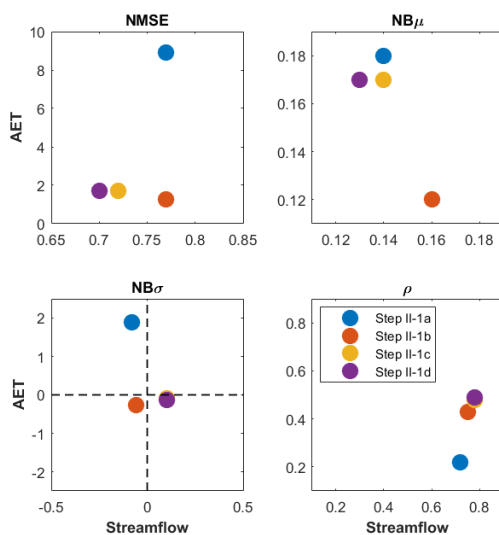 NMSE
NBμ
10
8
6
4
2
0
AET
0.65
0.7
0.75
0.8
0.85
0.18
0.16
0.14
0.12
0.12
0.14
0.16
0.18
NBσ
ρ
2
1
0
-1
-2
AET
-0.5
0
0.5
Streamflow
0.8
0.6
0.4
0.2
Step II-1a
Step II-1b
Step II-1c
Step II-1d
0.2
0.4
0.6
0.8
Streamflow